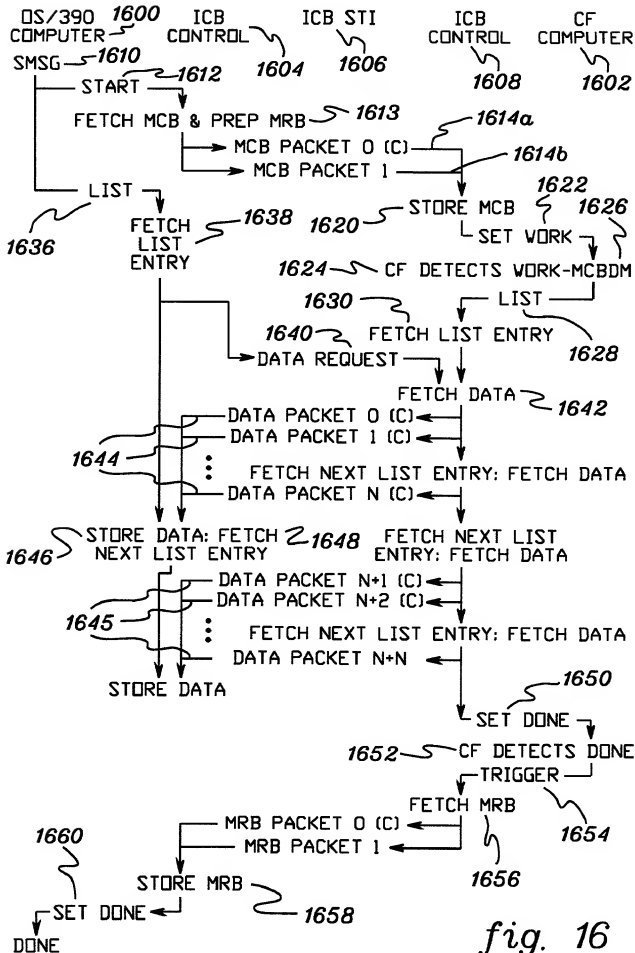 OS/390 COMPUTER 1600
ICB CONTROL 1604
ICB STI 1606
ICB CONTROL 1608
CF COMPUTER 1602
SMSG 1610
START 1612
FETCH MCB & PREP MRB 1613
MCB PACKET 0 (C) 1614a
MCB PACKET 1 1614b
LIST 1636
FETCH LIST ENTRY 1638
1620 STORE MCB
SET WORK 1622
1624 CF DETECTS WORK-MCBDM 1626
LIST 1628
1630 FETCH LIST ENTRY
1640 DATA REQUEST
FETCH DATA 1642
DATA PACKET 0 (C)
1644 DATA PACKET 1 (C)
FETCH NEXT LIST ENTRY; FETCH DATA
DATA PACKET N (C)
1646 STORE DATA; FETCH NEXT LIST ENTRY 1648
FETCH NEXT LIST ENTRY; FETCH DATA
DATA PACKET N+1 (C)
1645 DATA PACKET N+2 (C)
FETCH NEXT LIST ENTRY; FETCH DATA
DATA PACKET N+N
STORE DATA
SET DONE 1650
1652 CF DETECTS DONE
TRIGGER 1654
FETCH MRB 1656
MRB PACKET 0 (C)
MRB PACKET 1
STORE MRB 1658
1660 SET DONE
DONE
fig. 16